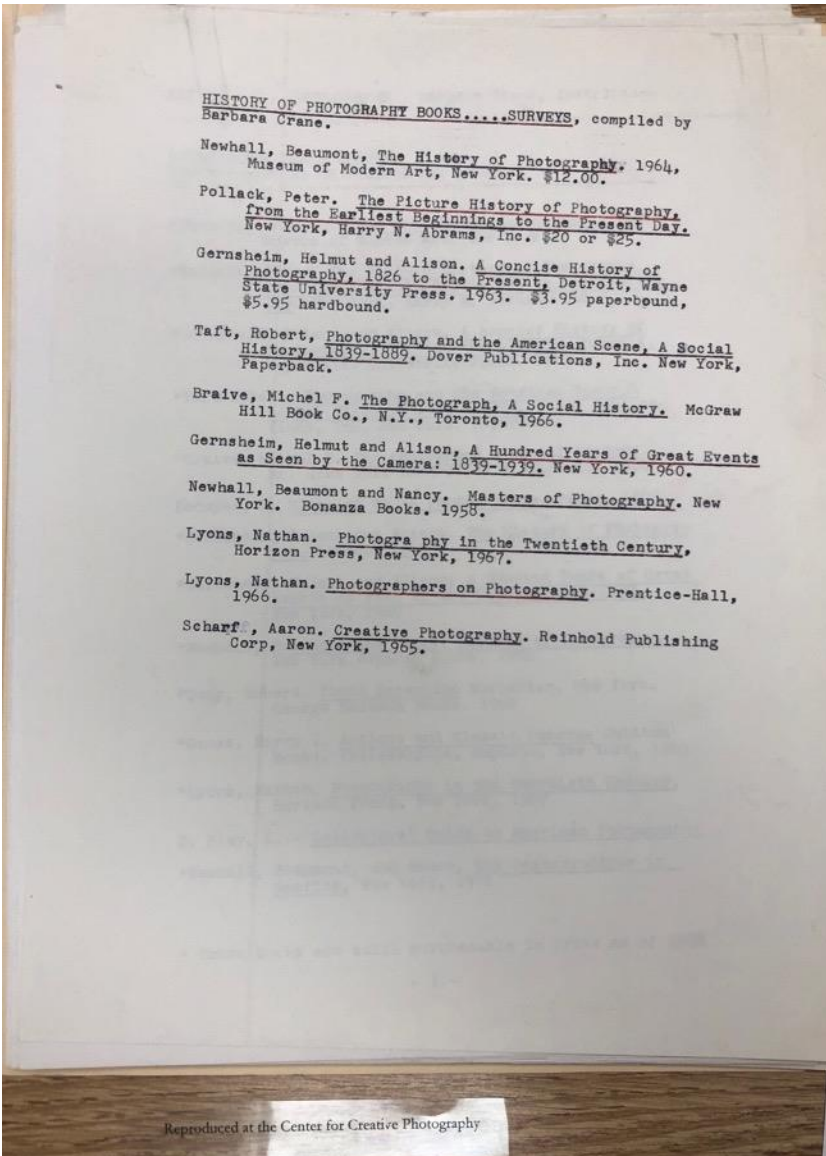 HISTORY OF PHOTOGRAPHY BOOKS.....SURVEYS, compiled by
Barbara Crane.
Newhall, Beaumont, The History of Photography. 1964,
Museum of Modern Art, New York. $12.00.
Pollack, Peter. The Picture History of Photography,
from the Earliest Beginnings to the Present Day.
New York, Harry N. Abrams, Inc. $20 or $25.
Gernsheim, Helmut and Alison. A Concise History of
Photography, 1826 to the Present, Detroit, Wayne
State University Press. 1963. $3.95 paperbound,
$5.95 hardbound.
Taft, Robert, Photography and the American Scene, A Social
History, 1839-1889. Dover Publications, Inc. New York,
Paperback.
Braive, Michel F. The Photograph, A Social History. McGraw
Hill Book Co., N.Y., Toronto, 1966.
Gernsheim, Helmut and Alison, A Hundred Years of Great Events
as Seen by the Camera: 1839-1939. New York, 1960.
Newhall, Beaumont and Nancy. Masters of Photography. New
York. Bonanza Books. 1958.
Lyons, Nathan. Photogra phy in the Twentieth Century,
Horizon Press, New York, 1967.
Lyons, Nathan. Photographers on Photography. Prentice-Hall,
1966.
Scharf , Aaron. Creative Photography. Reinhold Publishing
Corp, New York, 1965.
Reproduced at the Center for Creative Photography